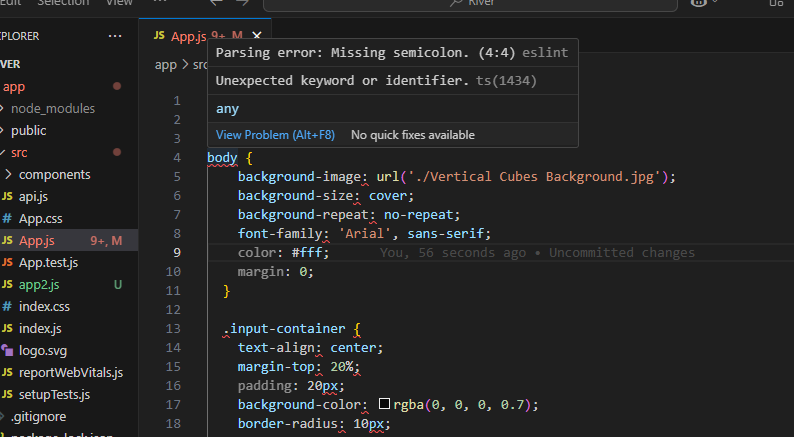 Edit Selection View ... River
EXPLORER ...
JS App.js 9+, M
app > src
Parsing error: Missing semicolon. (4:4) eslint
Unexpected keyword or identifier. ts(1434)
any
View Problem (Alt+F8) No quick fixes available
app
node_modules
public
src
components
JS api.js
# App.css
JS App.js 9+, M
JS App.test.js
JS app2.js U
# index.css
JS index.js
logo.svg
JS reportWebVitals.js
JS setupTests.js
.gitignore
package-lock.json
1
2
3
4 body {
5 background-image: url('./Vertical Cubes Background.jpg');
6 background-size: cover;
7 background-repeat: no-repeat;
8 font-family: 'Arial', sans-serif;
9 color: #fff; You, 56 seconds ago • Uncommitted changes
10 margin: 0;
11 }
12
13 .input-container {
14 text-align: center;
15 margin-top: 20%;
16 padding: 20px;
17 background-color: rgba(0, 0, 0, 0.7);
18 border-radius: 10px;